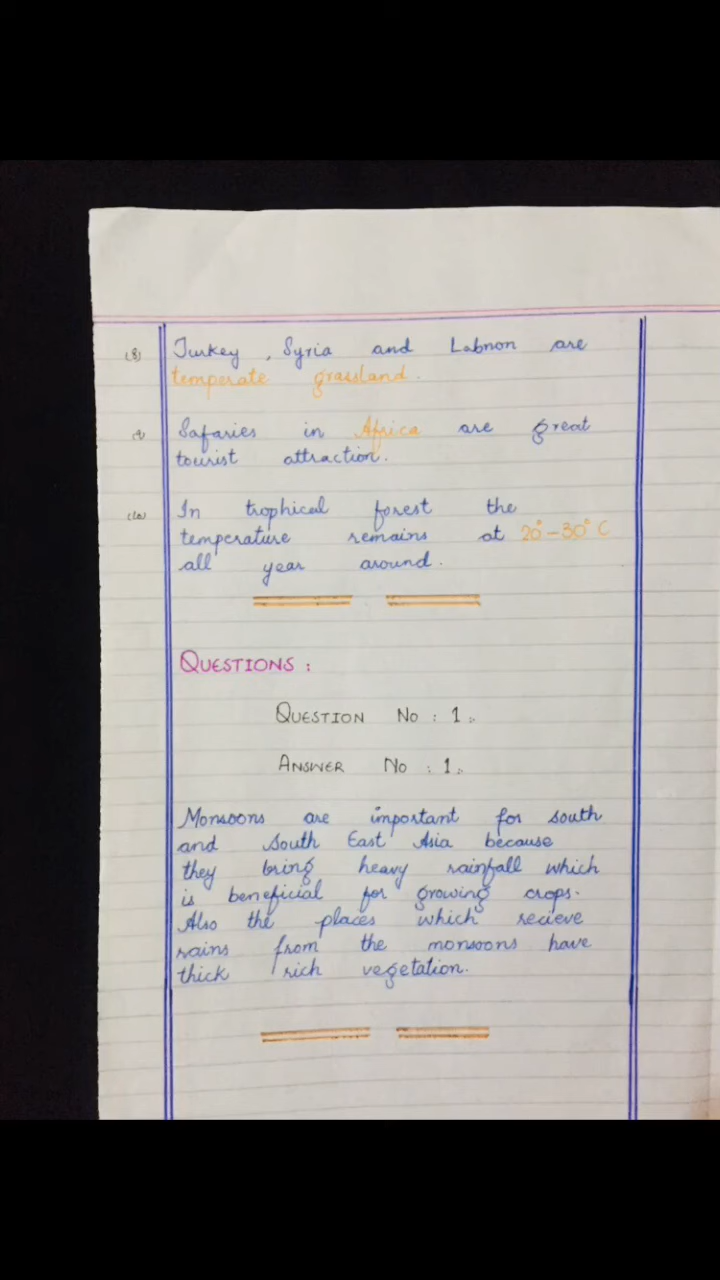 (8) Turkey , Syria and Labnon are
temperate grassland.
(9) Safaries in Africa are great
tourist attraction.
(10) In trophical forest the
temperature remains at 20° - 30° C
all year around.
QUESTIONS :
QUESTION No : 1 :.
ANSWER No : 1 :.
Monsoons are important for south
and South East Asia because
they bring heavy rainfall which
is beneficial for growing crops.
Also the places which recieve
rains from the monsoons have
thick rich vegetation.